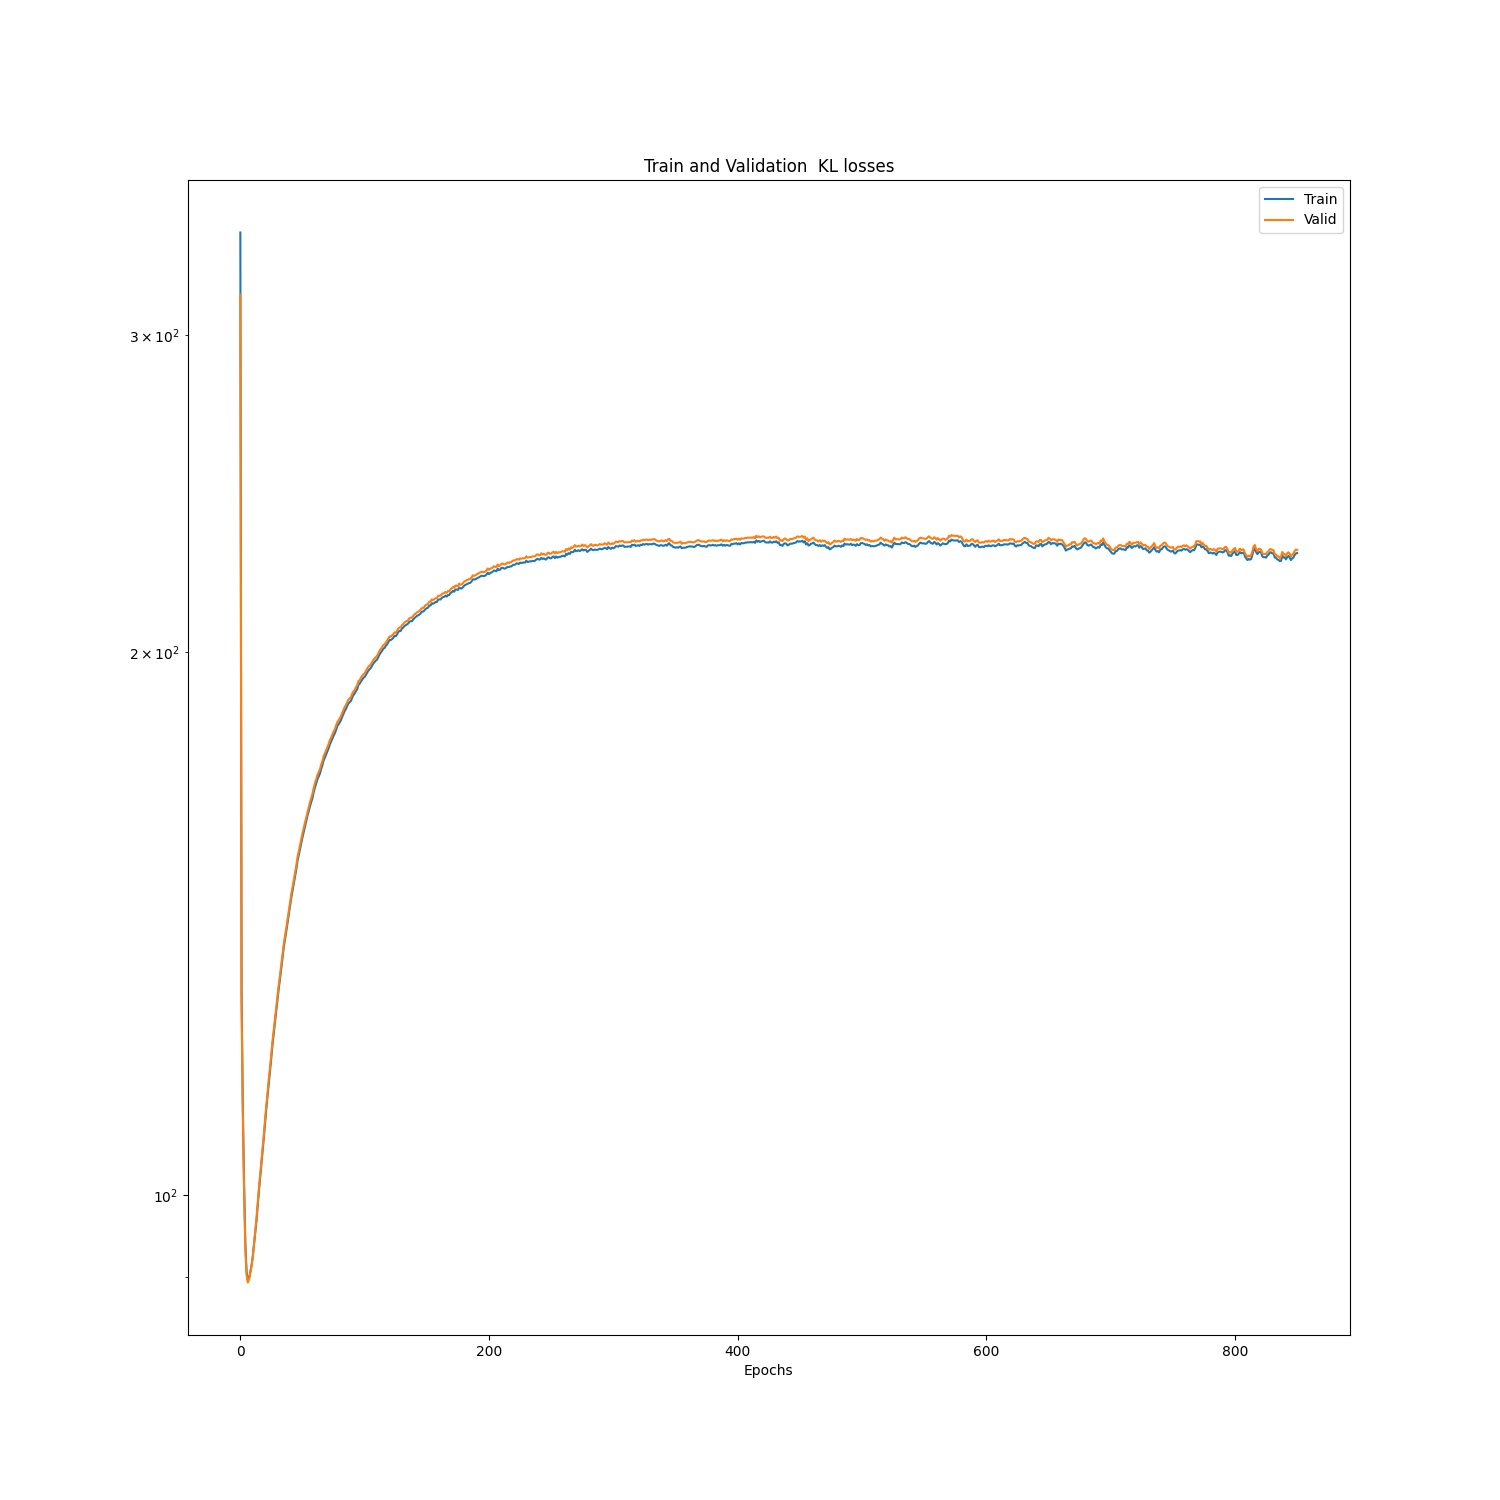 Train and Validation  KL losses
Train
Valid
3 × 10²
2 × 10²
10²
0 200 400 600 800
Epochs